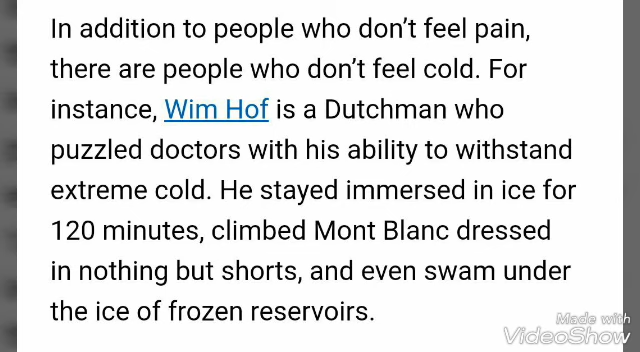 In addition to people who don’t feel pain,
there are people who don’t feel cold. For
instance, Wim Hof is a Dutchman who
puzzled doctors with his ability to withstand
extreme cold. He stayed immersed in ice for
120 minutes, climbed Mont Blanc dressed
in nothing but shorts, and even swam under
the ice of frozen reservoirs.
Made with
VideoShow